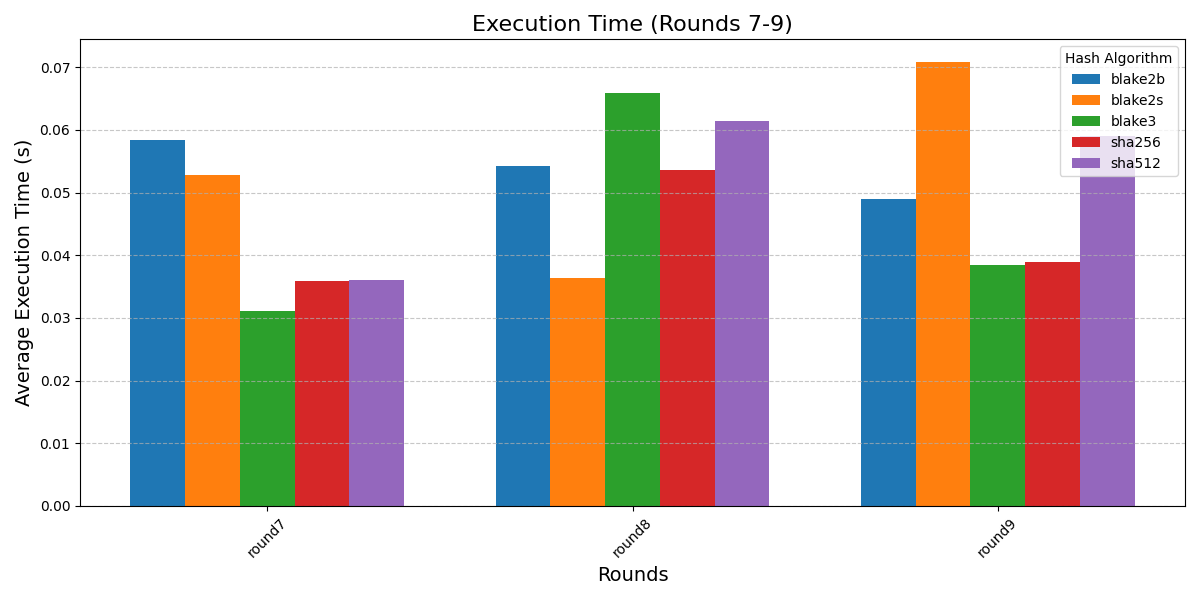 Execution Time (Rounds 7-9)
Average Execution Time (s)
0.07
0.06
0.05
0.04
0.03
0.02
0.01
0.00
Hash Algorithm
blake2b
blake2s
blake3
sha256
sha512
round7
round8
round9
Rounds